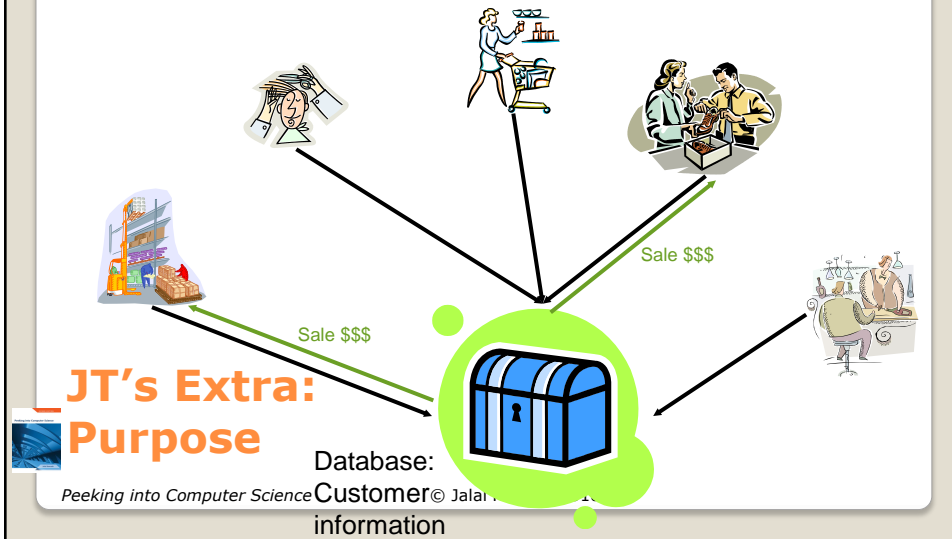 Sale $$$
Sale $$$
JT's Extra:
Purpose
Database:
Customer
information
Peeking into Computer Science
© Jalal